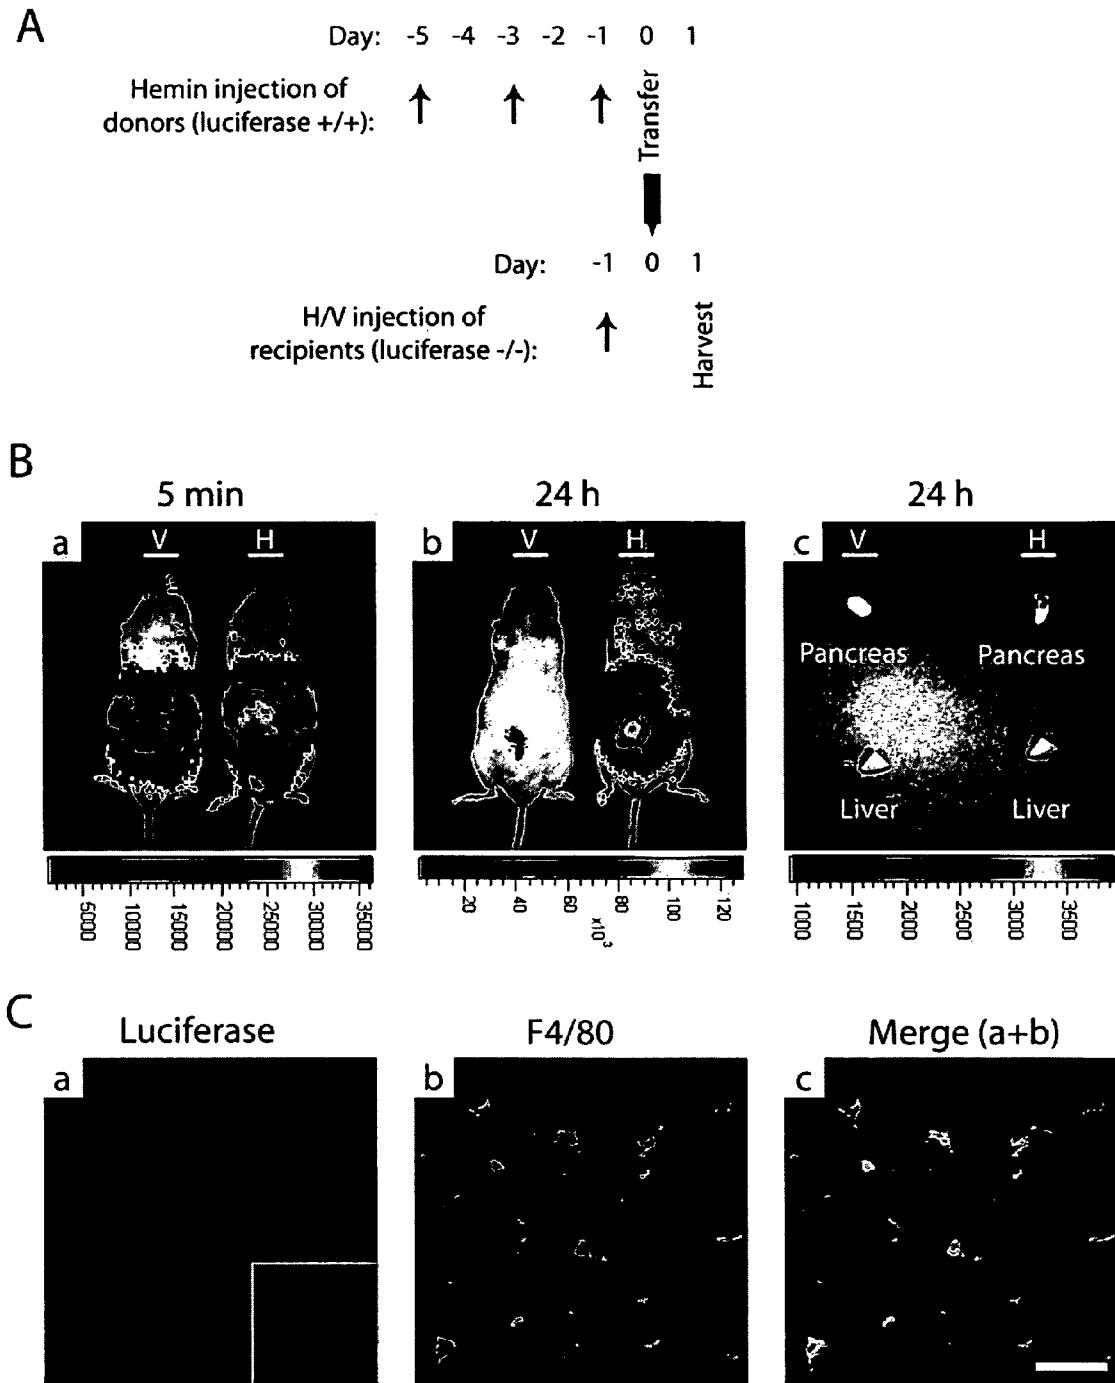 A
Day: -5 -4 -3 -2 -1 0 1
Hemin injection of
donors (luciferase +/+):
Transfer
Day: -1 0 1
H/V injection of
recipients (luciferase -/-):
Harvest
B
5 min
24 h
24 h
a
V
H
b
V
H
c
V
H
Pancreas
Pancreas
Liver
Liver
5000 10000 15000 20000 25000 30000 35000
20 40 60 80 100 120
x10³
1000 1500 2000 2500 3000 3500
C
Luciferase
F4/80
Merge (a+b)
a
b
c